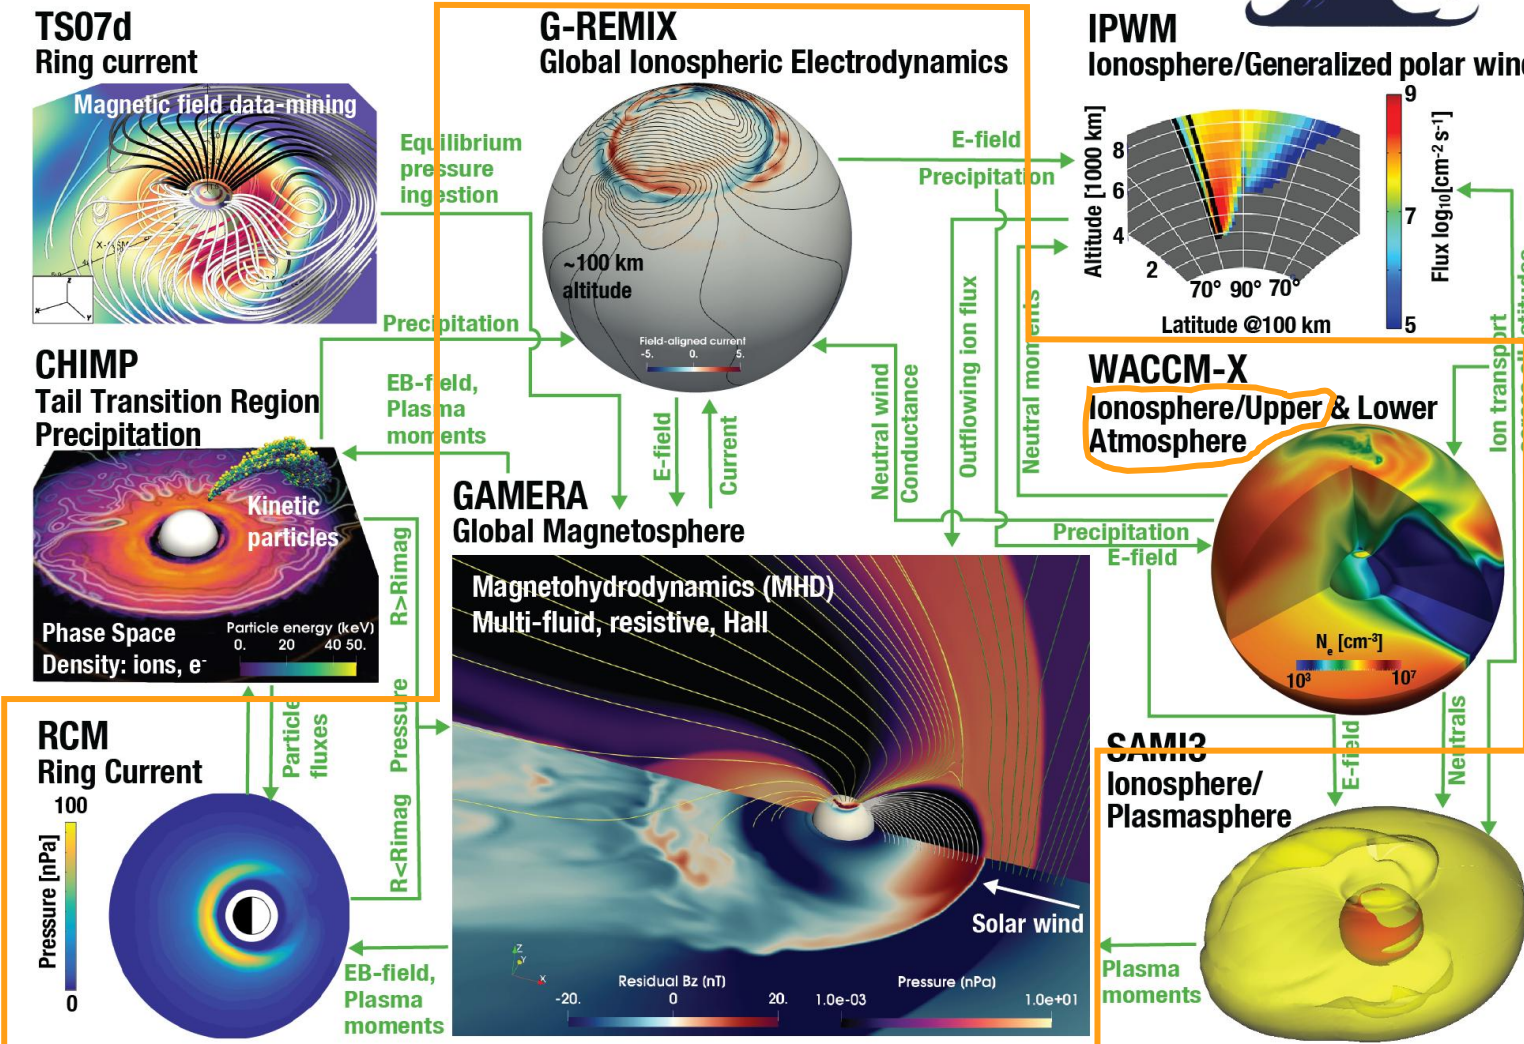 TS07d
Ring current
Magnetic field data-mining
Equilibrium
pressure
ingestion
G-REMIX
Global Ionospheric Electrodynamics
~100 km
altitude
Field-aligned current
-5. 0. 5.
E-field
Precipitation
IPWM
Ionosphere/Generalized polar wind
Altitude [1000 km]
8
6
4
2
70° 90° 70°
Latitude @100 km
9
7
5
Flux log10[cm-2 s-1]
Precipitation
CHIMP
Tail Transition Region
Precipitation
Kinetic
particles
Phase Space
Density: ions, e-
Particle energy (keV)
0. 20 40 50.
EB-field,
Plasma
moments
E-field
Current
Neutral wind
Conductance
Outflowing ion flux
Neutral moments
WACCM-X
Ionosphere/Upper & Lower
Atmosphere
Ne [cm-3]
10³ 10⁷
Ion transport
Precipitation
E-field
GAMERA
Global Magnetosphere
Magnetohydrodynamics (MHD)
Multi-fluid, resistive, Hall
Solar wind
Residual Bz (nT)
-20. 0 20.
Pressure (nPa)
1.0e-03 1.0e+01
R>Rimag
Pressure
R<Rimag
Particle
fluxes
RCM
Ring Current
100
Pressure [nPa]
0
EB-field,
Plasma
moments
E-field
Neutrals
SAMI3
Ionosphere/
Plasmasphere
Plasma
moments